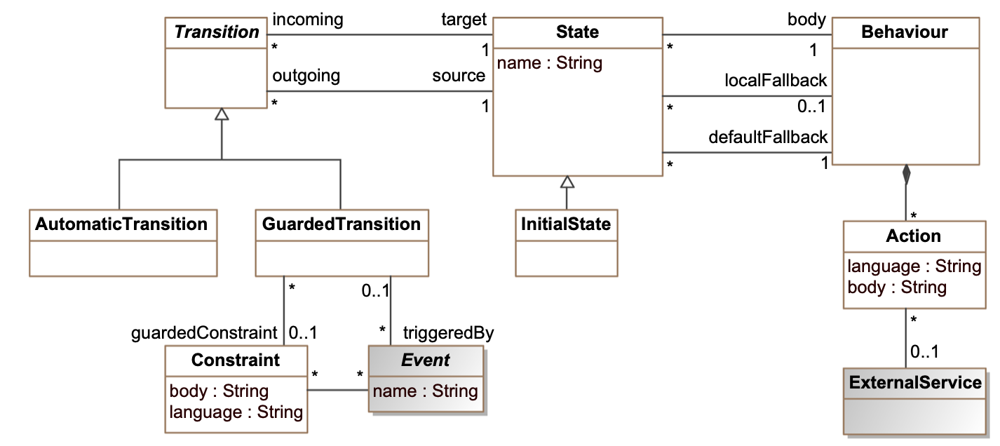 incoming
target
body
Transition
State
Behaviour
*
1
*
1
name : String
outgoing
source
localFallback
*
1
*
0..1
defaultFallback
*
1
AutomaticTransition
GuardedTransition
InitialState
*
Action
language : String
body : String
*
0..1
guardedConstraint
0..1
*
triggeredBy
*
0..1
Constraint
*
*
Event
body : String
language : String
name : String
ExternalService